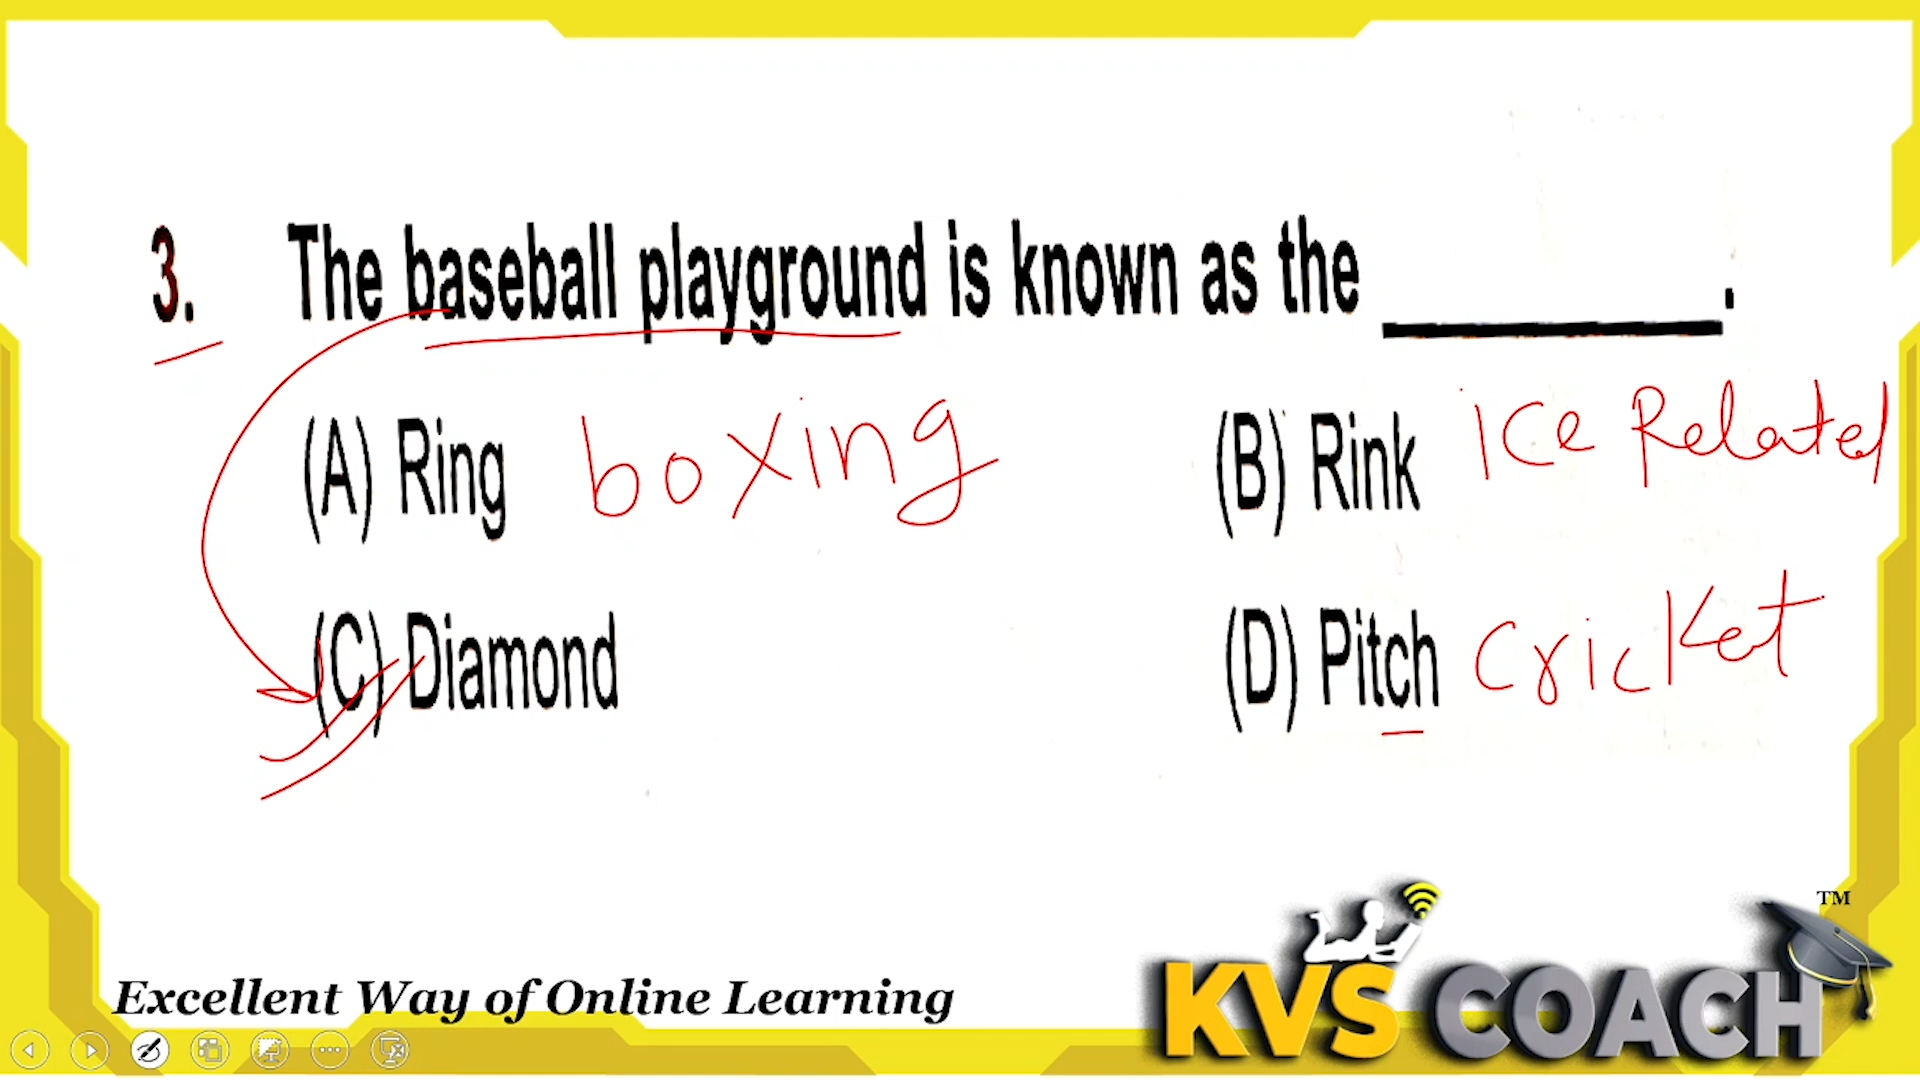 3. The baseball playground is known as the ________.
(A) Ring boxing (B) Rink ice Related
(C) Diamond (D) Pitch Cricket
TM
Excellent Way of Online Learning KVS COACH